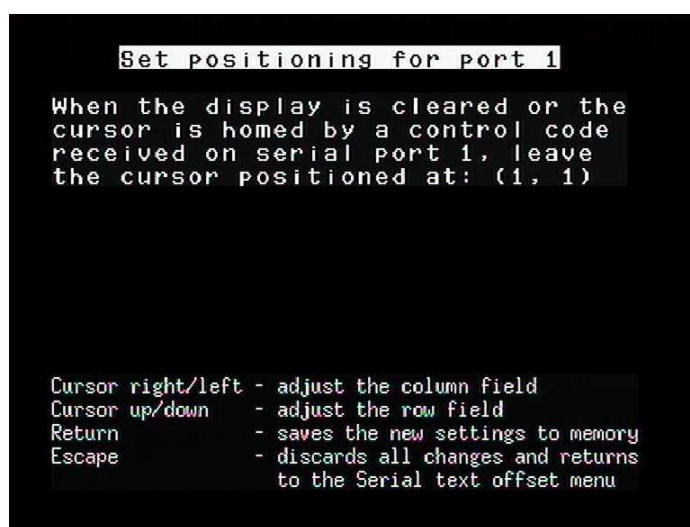 Set positioning for port 1
When the display is cleared or the
cursor is homed by a control code
received on serial port 1, leave
the cursor positioned at: (1, 1)
Cursor right/left - adjust the column field
Cursor up/down - adjust the row field
Return - saves the new settings to memory
Escape - discards all changes and returns
to the Serial text offset menu